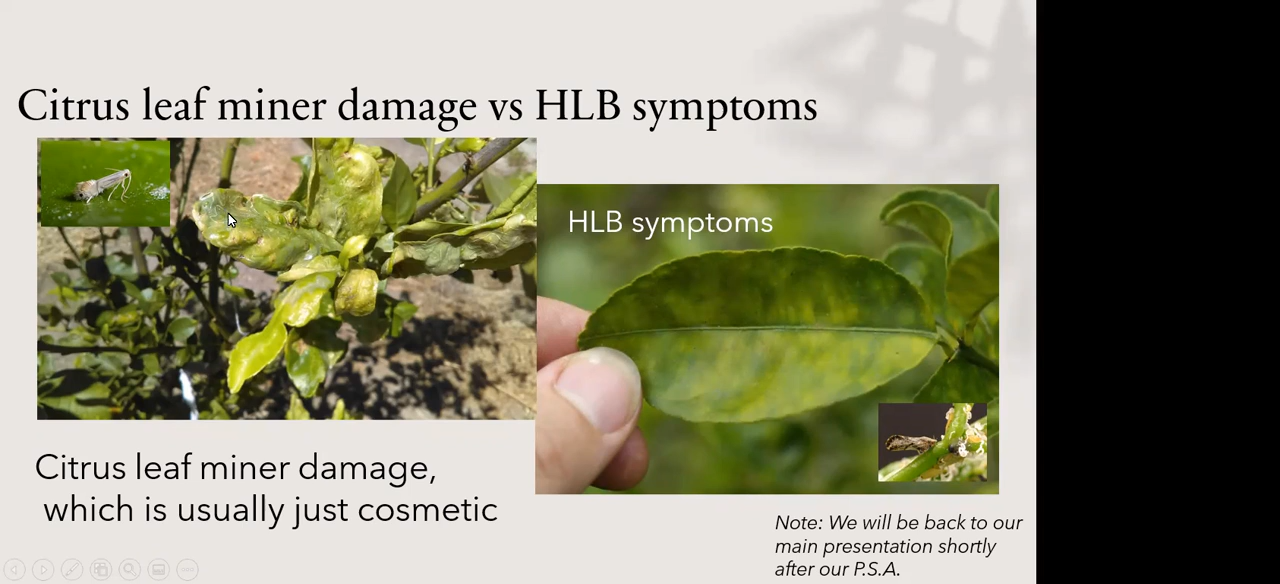 Citrus leaf miner damage vs HLB symptoms
HLB symptoms
Citrus leaf miner damage,
which is usually just cosmetic
Note: We will be back to our
main presentation shortly
after our P.S.A.